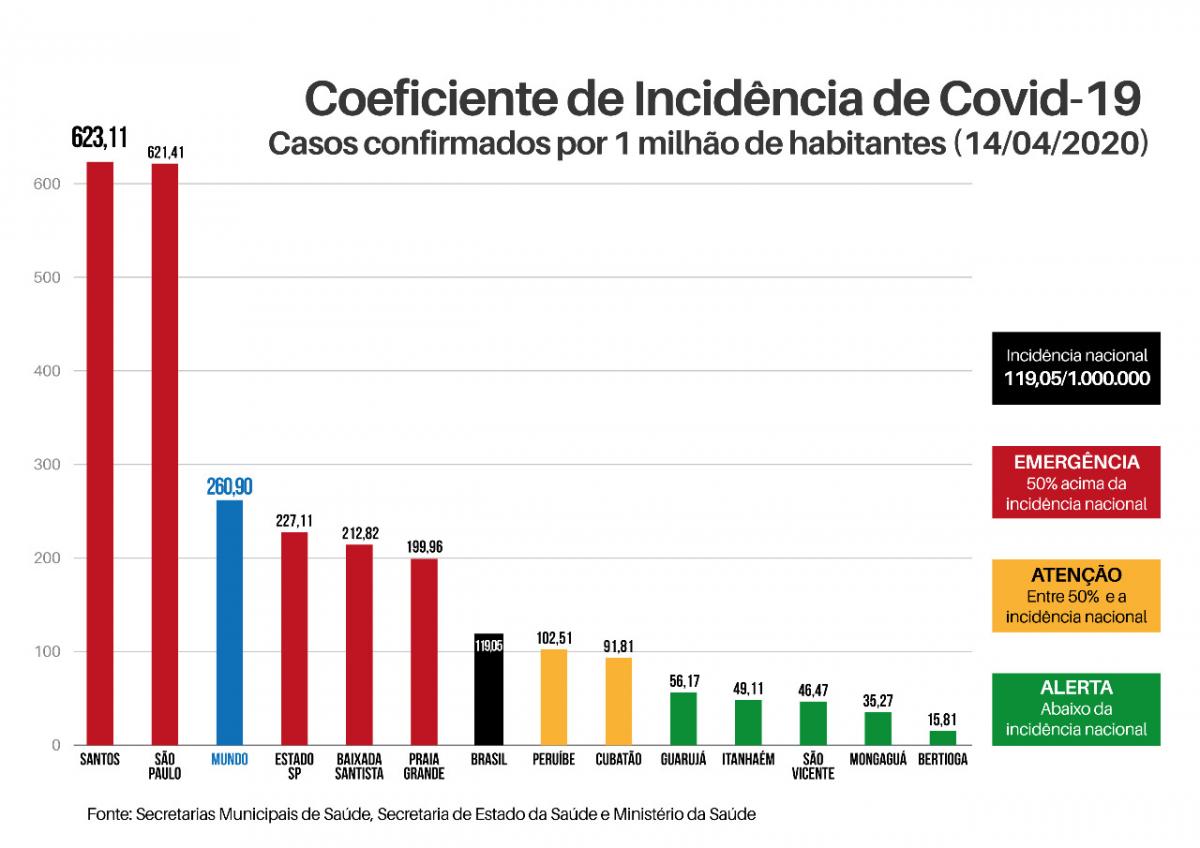 Coeficiente de Incidência de Covid-19
Casos confirmados por 1 milhão de habitantes (14/04/2020)
623,11
621,41
260,90
227,11
212,82
199,96
119,05
102,51
91,81
56,17
49,11
46,47
35,27
15,81
600
500
400
300
200
100
0
SANTOS
SÃO
PAULO
MUNDO
ESTADO
SP
BAIXADA
SANTISTA
PRAIA
GRANDE
BRASIL
PERUÍBE
CUBATÃO
GUARUJÁ
ITANHAÉM
SÃO
VICENTE
MONGAGUÁ
BERTIOGA
Incidência nacional
119,05/1.000.000
EMERGÊNCIA
50% acima da
incidência nacional
ATENÇÃO
Entre 50% e a
incidência nacional
ALERTA
Abaixo da
incidência nacional
Fonte: Secretarias Municipais de Saúde, Secretaria de Estado da Saúde e Ministério da Saúde